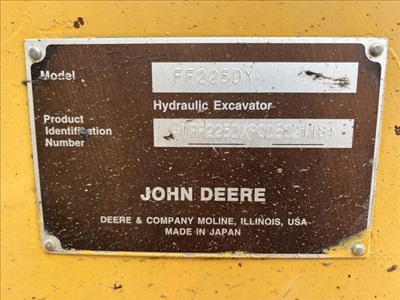 Model FF225DX
Hydraulic Excavator
Product
Identification
Number
JOHN DEERE
DEERE & COMPANY MOLINE, ILLINOIS, USA
MADE IN JAPAN